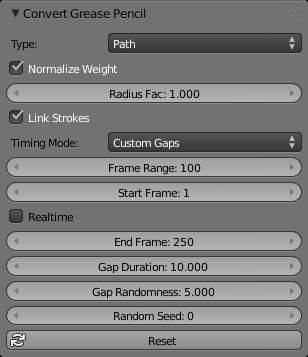 Convert Grease Pencil
Type: Path
Normalize Weight
Radius Fac: 1.000
Link Strokes
Timing Mode: Custom Gaps
Frame Range: 100
Start Frame: 1
Realtime
End Frame: 250
Gap Duration: 10.000
Gap Randomness: 5.000
Random Seed: 0
Reset